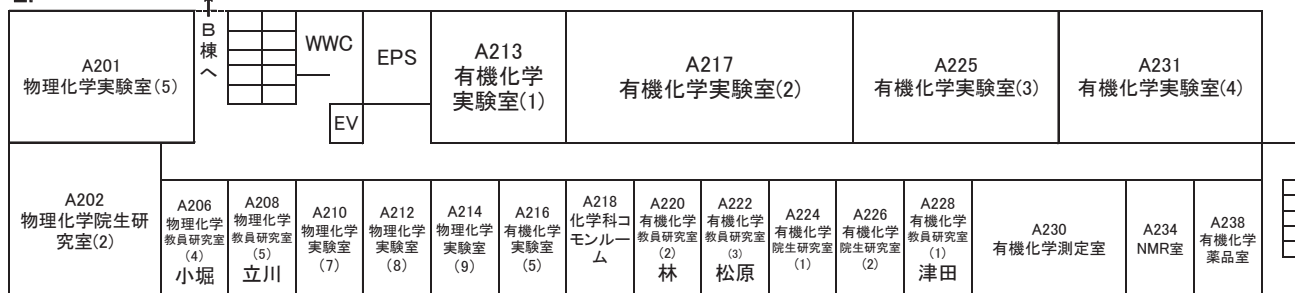 B
棟
へ
A201
物理化学実験室(5)
WWC
EPS
EV
A213
有機化学
実験室(1)
A217
有機化学実験室(2)
A225
有機化学実験室(3)
A231
有機化学実験室(4)
A202
物理化学院生研
究室(2)
A206
物理化学
教員研究室
(4)
小堀
A208
物理化学
教員研究室
(5)
立川
A210
物理化学
実験室
(7)
A212
物理化学
実験室
(8)
A214
物理化学
実験室
(9)
A216
有機化学
実験室
(5)
A218
化学科コ
モンルー
ム
A220
有機化学
教員研究室
(2)
林
A222
有機化学
教員研究室
(3)
松原
A224
有機化学
院生研究室
(1)
A226
有機化学
院生研究室
(2)
A228
有機化学
教員研究室
(1)
津田
A230
有機化学測定室
A234
NMR室
A238
有機化学
薬品室